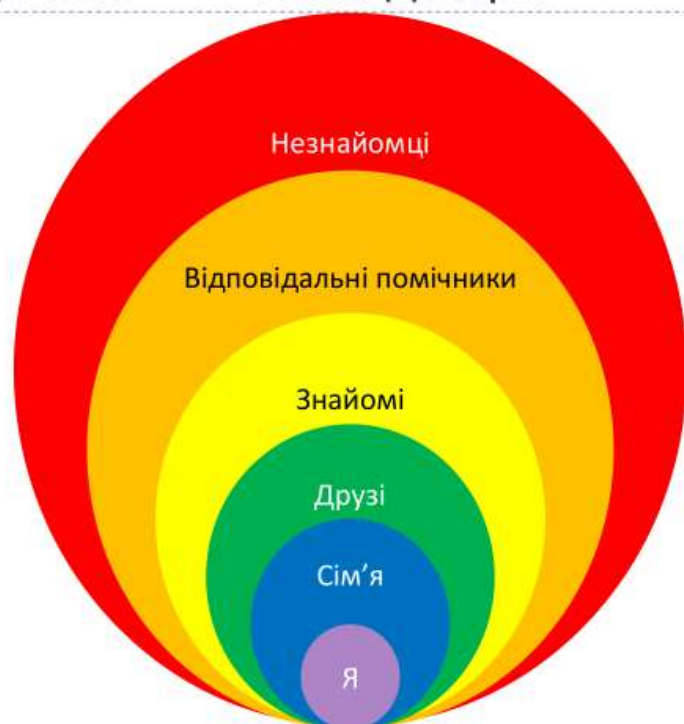 Незнайомці
Відповідальні помічники
Знайомі
Друзі
Сім’я
Я